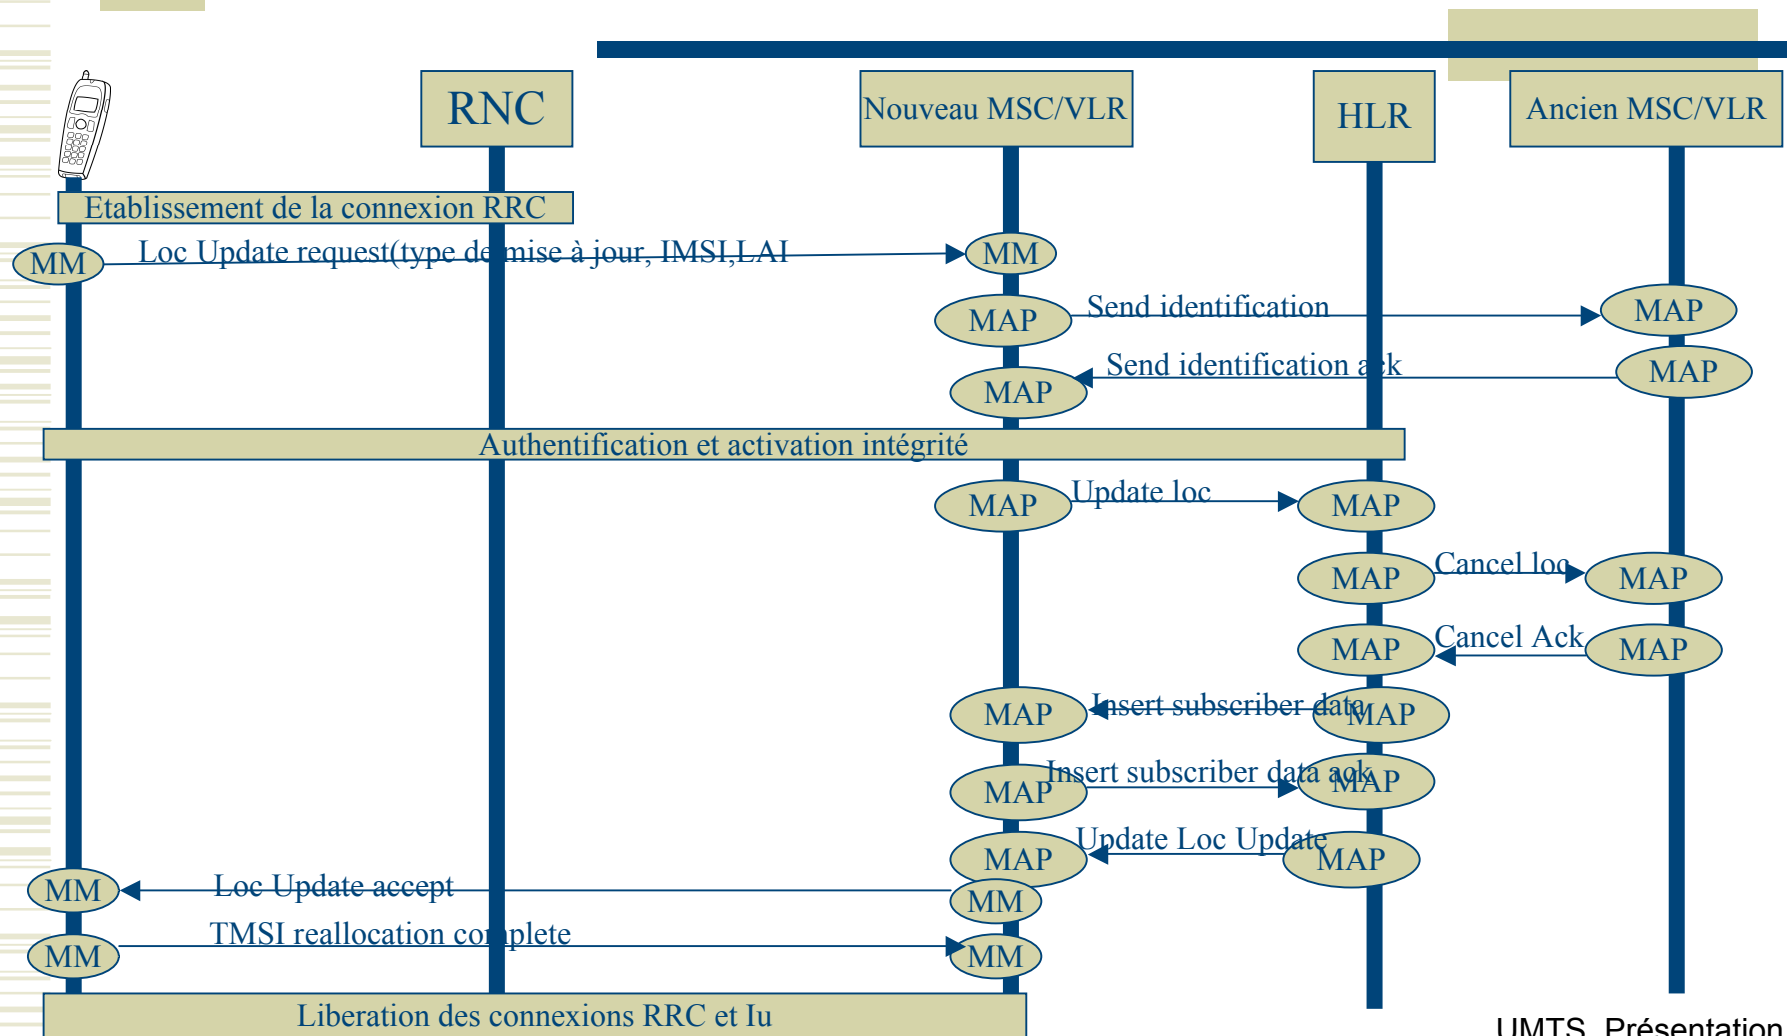 RNC
Nouveau MSC/VLR
HLR
Ancien MSC/VLR
Etablissement de la connexion RRC
MM
Loc Update request(type de mise à jour, IMSI,LAI
MM
MAP
Send identification
MAP
MAP
Send identification ack
MAP
Authentification et activation intégrité
MAP
Update loc
MAP
MAP
Cancel loc
MAP
MAP
Cancel Ack
MAP
MAP
Insert subscriber data
MAP
MAP
Insert subscriber data ack
MAP
MAP
Update Loc Update
MAP
MM
Loc Update accept
MM
MM
TMSI reallocation complete
MM
Liberation des connexions RRC et Iu
UMTS Présentation